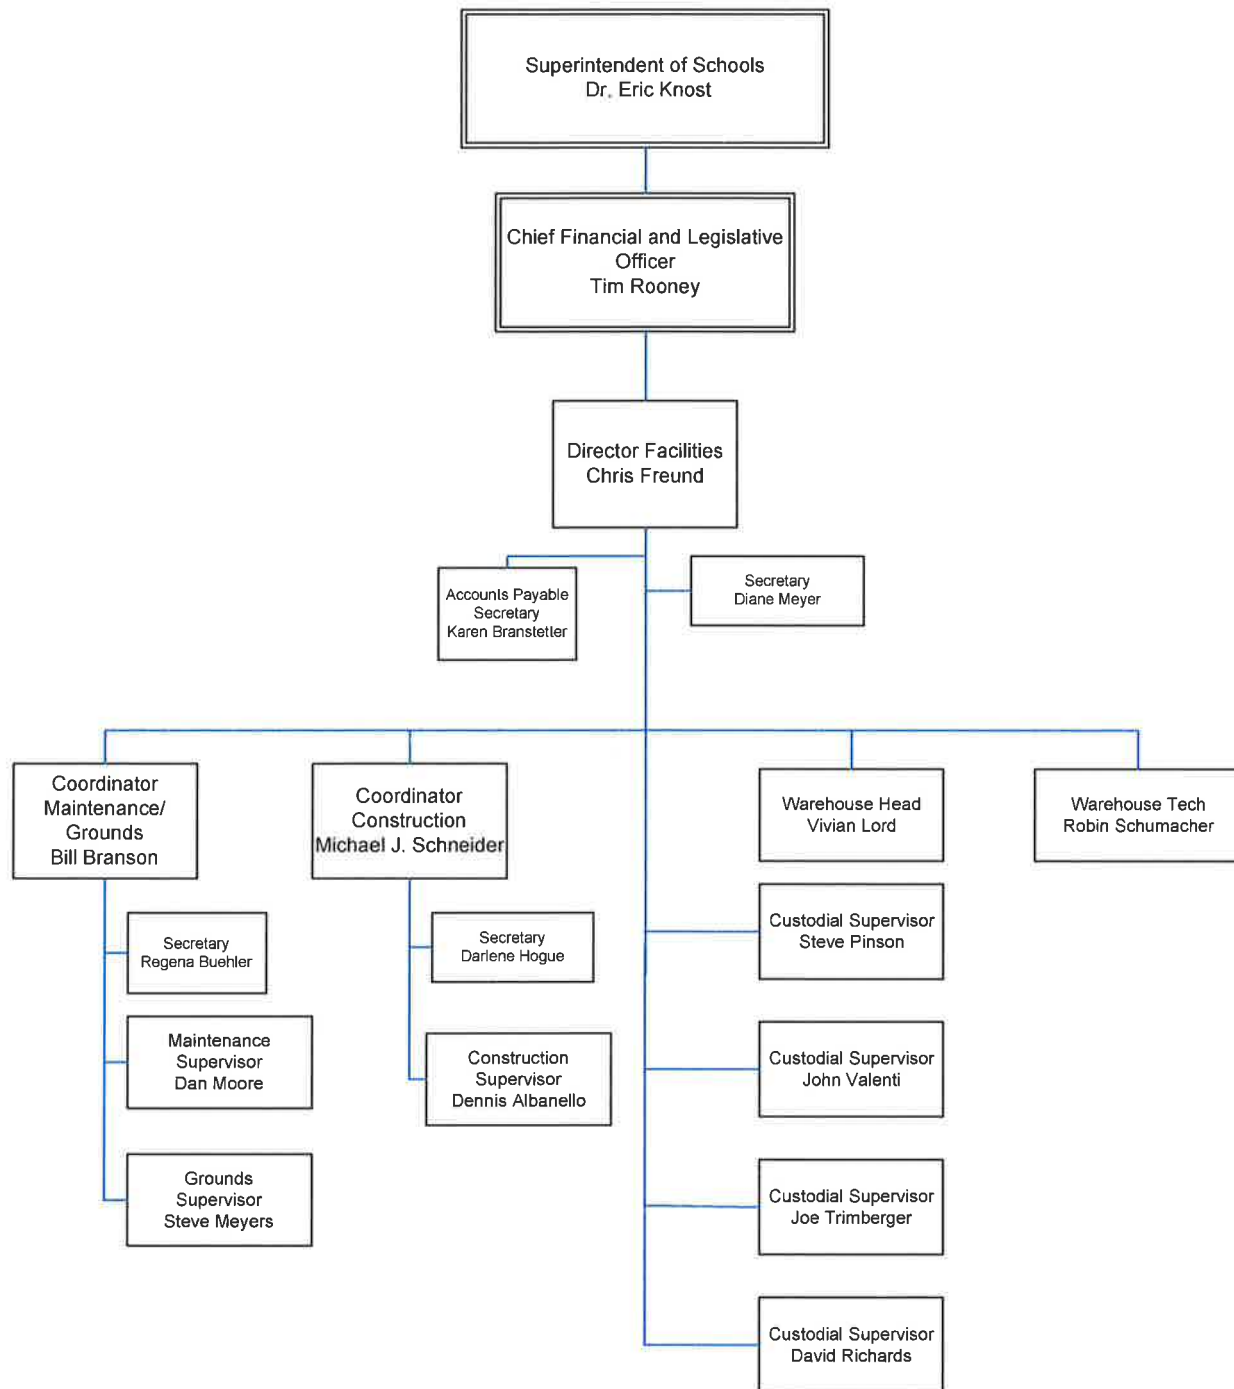 Superintendent of Schools
Dr. Eric Knost
Chief Financial and Legislative
Officer
Tim Rooney
Director Facilities
Chris Freund
Accounts Payable
Secretary
Karen Branstetler
Secretary
Diane Meyer
Coordinator
Maintenance/
Grounds
Bill Branson
Coordinator
Construction
Michael J. Schneider
Warehouse Head
Vivian Lord
Warehouse Tech
Robin Schumacher
Secretary
Regena Buehler
Maintenance
Supervisor
Dan Moore
Grounds
Supervisor
Steve Meyers
Secretary
Darlene Hogue
Construction
Supervisor
Dennis Albanello
Custodial Supervisor
Steve Pinson
Custodial Supervisor
John Valenti
Custodial Supervisor
Joe Trimberger
Custodial Supervisor
David Richards